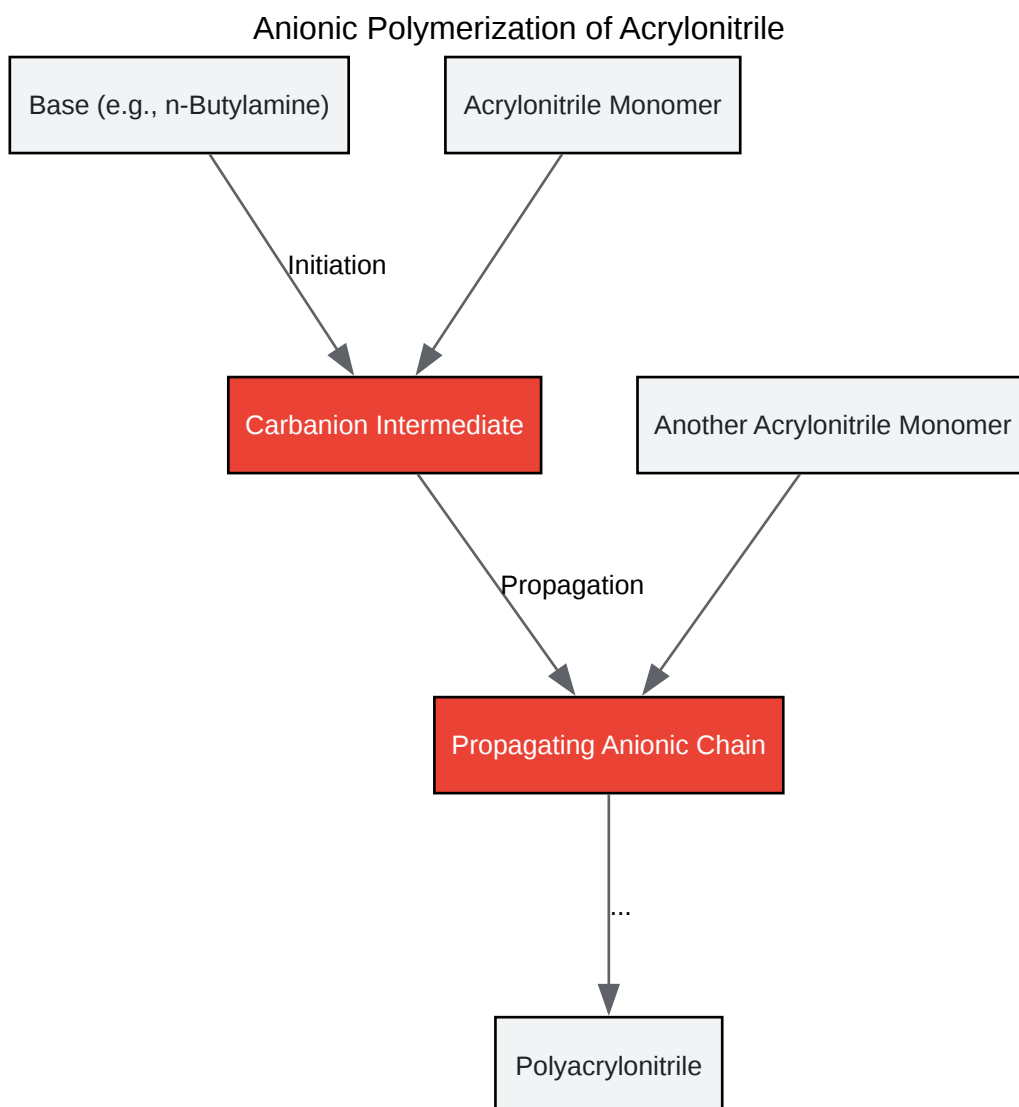 Anionic Polymerization of Acrylonitrile
Base (e.g., n-Butylamine)
Acrylonitrile Monomer
Initiation
Carbanion Intermediate
Another Acrylonitrile Monomer
Propagation
Propagating Anionic Chain
...
Polyacrylonitrile